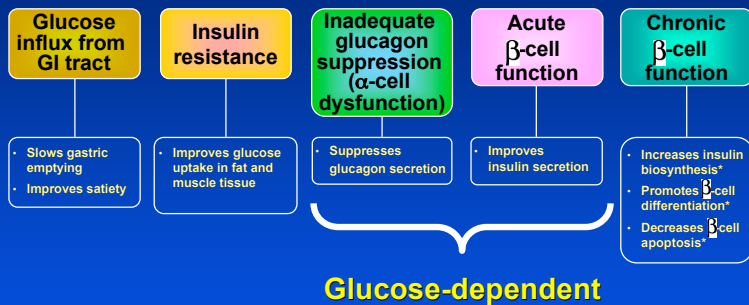 Glucose
influx from
GI tract
Insulin
resistance
Inadequate
glucagon
suppression
(α-cell
dysfunction)
Acute
β-cell
function
Chronic
β-cell
function
• Slows gastric
emptying
• Improves satiety
• Improves glucose
uptake in fat and
muscle tissue
• Suppresses
glucagon secretion
• Improves
insulin secretion
• Increases insulin
biosynthesis*
• Promotes β-cell
differentiation*
• Decreases β-cell
apoptosis*
Glucose-dependent